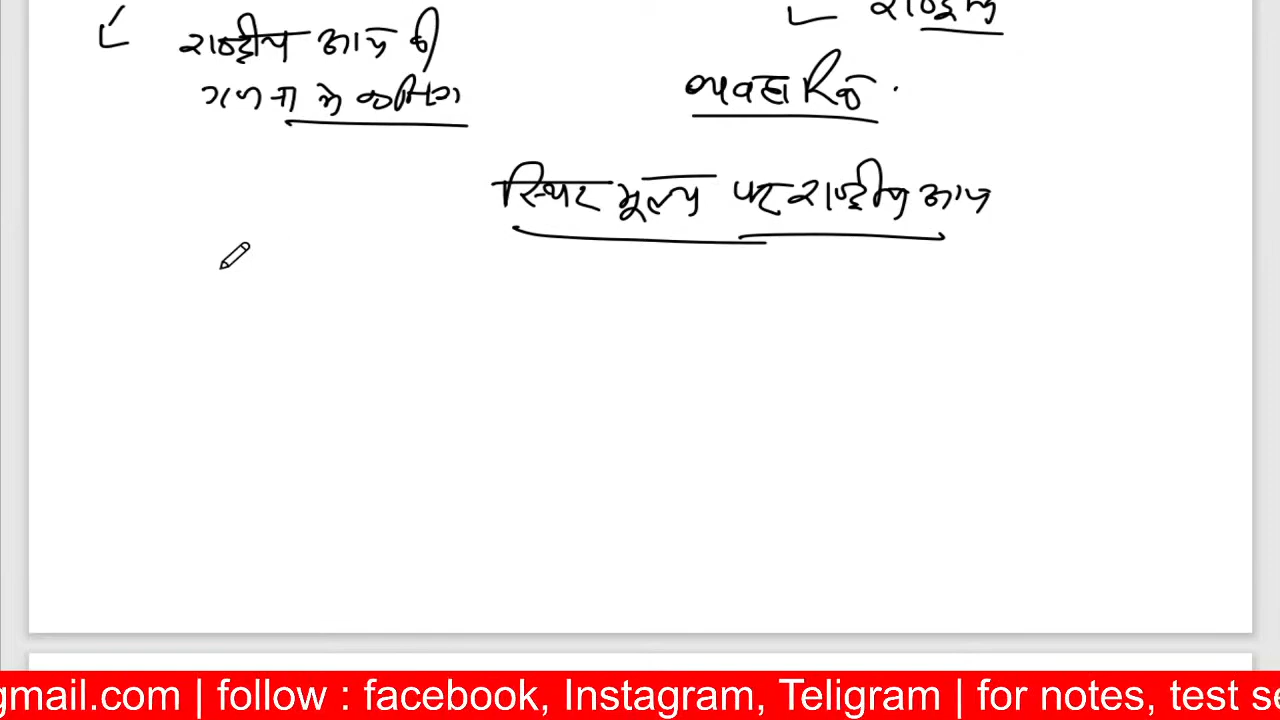 राष्ट्रीय आय की
गणना में कठिनाई
व्यवहारिक
स्थिर मूल्य पर राष्ट्रीय आय
gmail.com | follow : facebook, Instagram, Teligram | for notes, test se